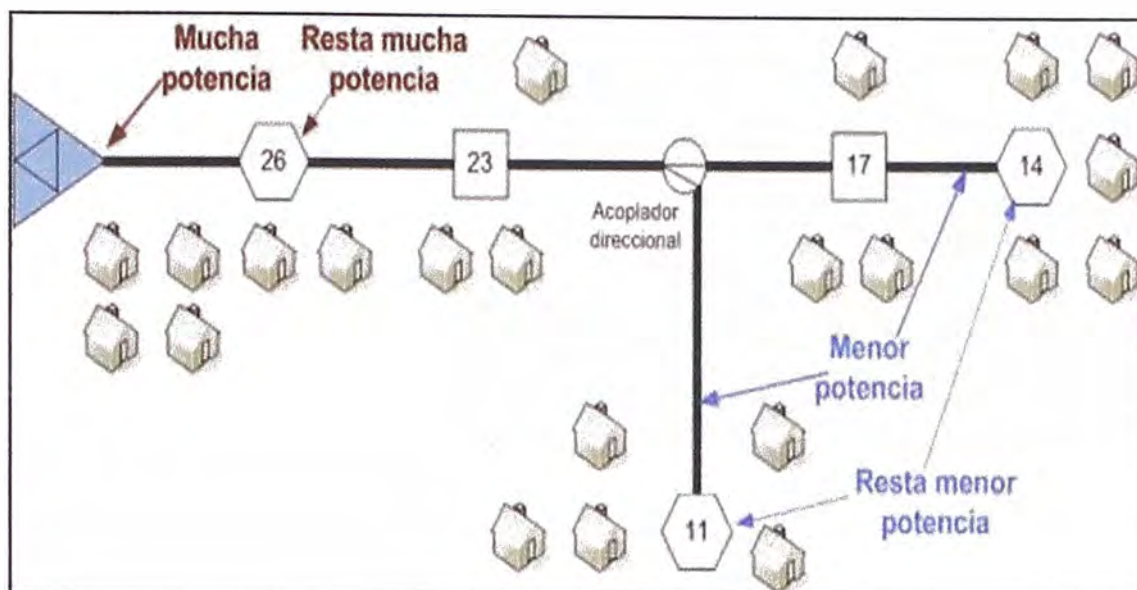 Mucha
potencia
Resta mucha
potencia
26
23
17
14
Acoplador
direccional
Menor
potencia
Resta menor
potencia
11